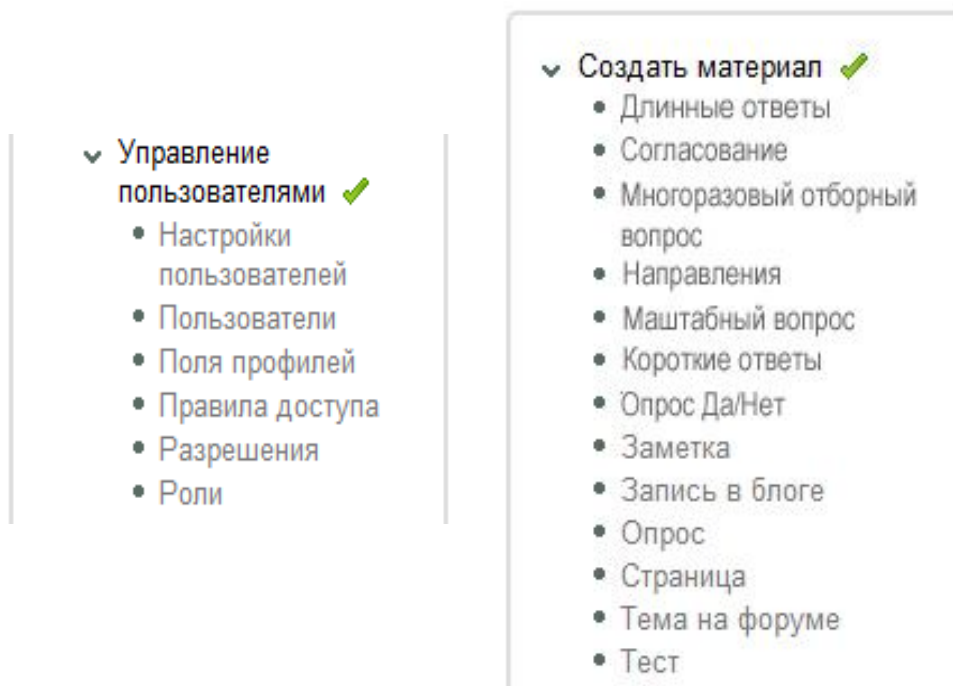 Управление
пользователями
Настройки
пользователей
Пользователи
Поля профилей
Правила доступа
Разрешения
Роли
Создать материал
Длинные ответы
Согласование
Многоразовый отборный
вопрос
Направления
Маштабный вопрос
Короткие ответы
Опрос Да/Нет
Заметка
Запись в блоге
Опрос
Страница
Тема на форуме
Тест